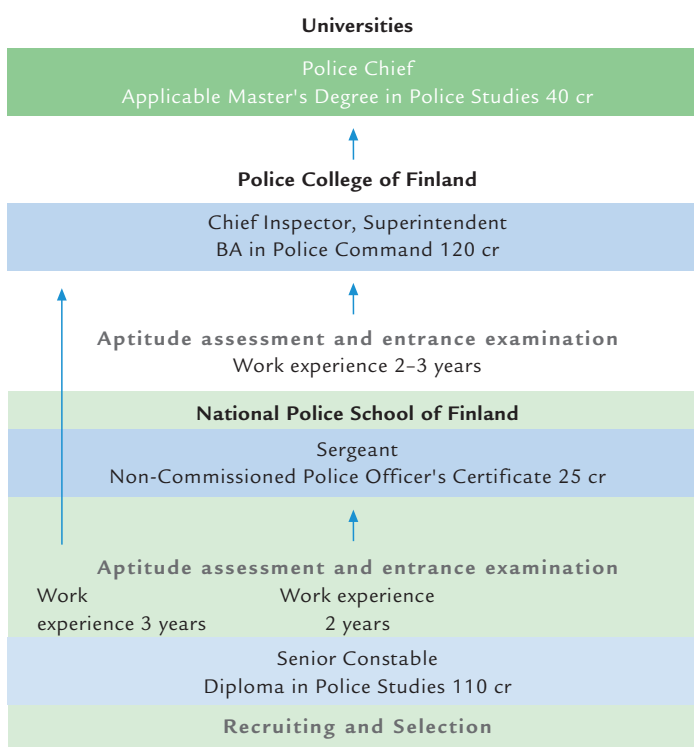 Universities
Police Chief
Applicable Master's Degree in Police Studies 40 cr
Police College of Finland
Chief Inspector, Superintendent
BA in Police Command 120 cr
Aptitude assessment and entrance examination
Work experience 2–3 years
National Police School of Finland
Sergeant
Non-Commissioned Police Officer's Certificate 25 cr
Aptitude assessment and entrance examination
Work
experience 3 years
Work experience
2 years
Senior Constable
Diploma in Police Studies 110 cr
Recruiting and Selection